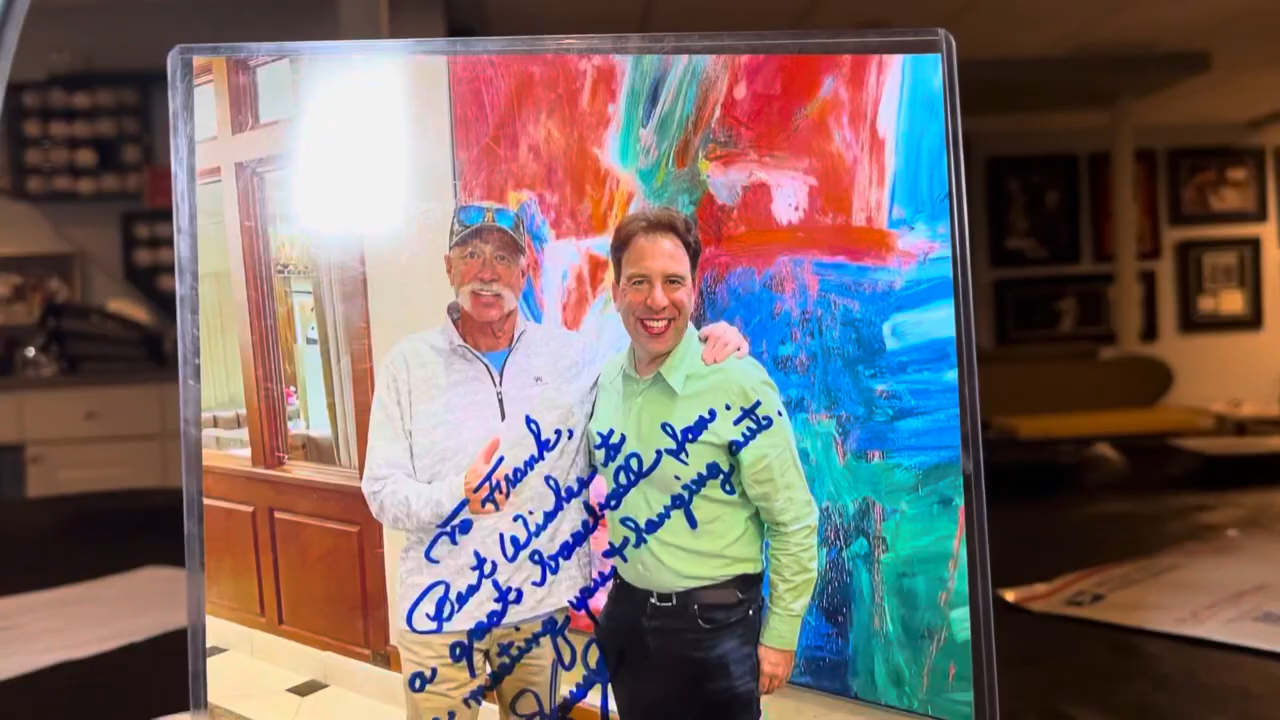 To Frank,
Best Wishes to
a great baseball fan.
meeting you & hanging out.